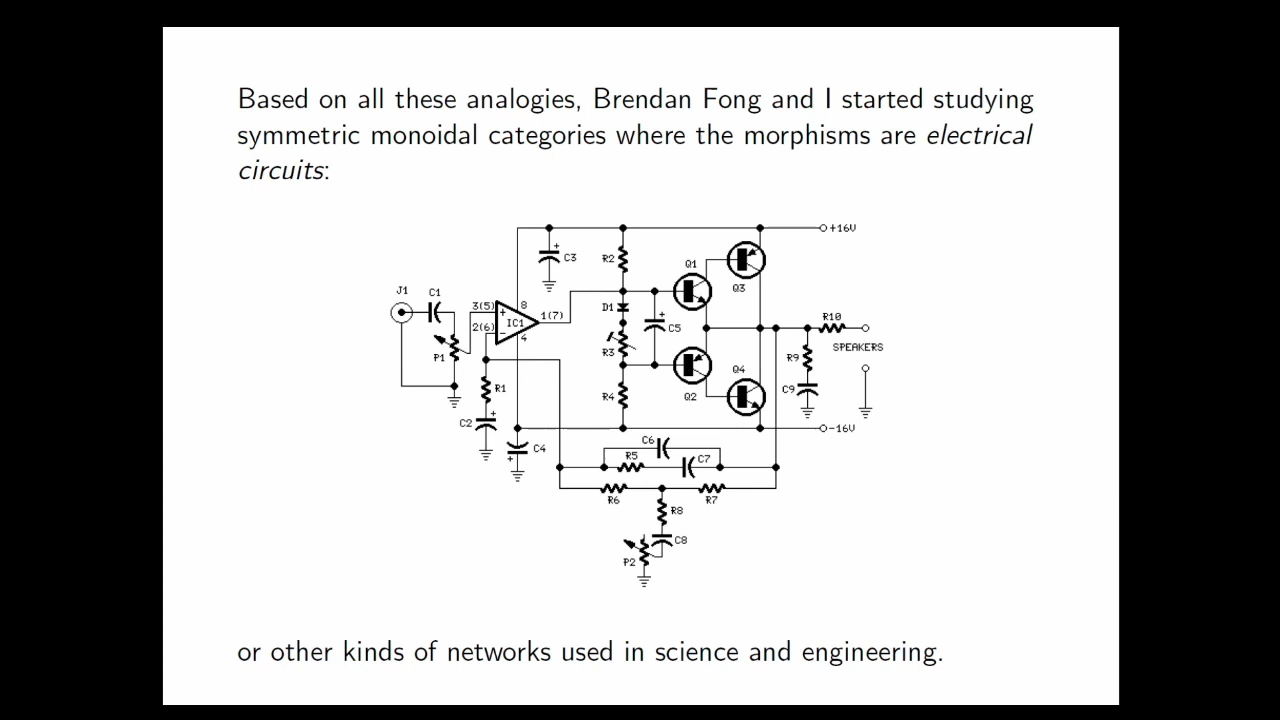 Based on all these analogies, Brendan Fong and I started studying
symmetric monoidal categories where the morphisms are electrical
circuits:
+16V
C3
R2
Q1
Q3
J1
C1
3(5)
+
8
IC1
1(7)
2(6)
−
4
D1
+
C5
R10
P1
R3
R9
SPEAKERS
R1
R4
Q2
Q4
C9
C2
+
C4
+
-16V
C6
R5
C7
R6
R7
R8
C8
P2
or other kinds of networks used in science and engineering.